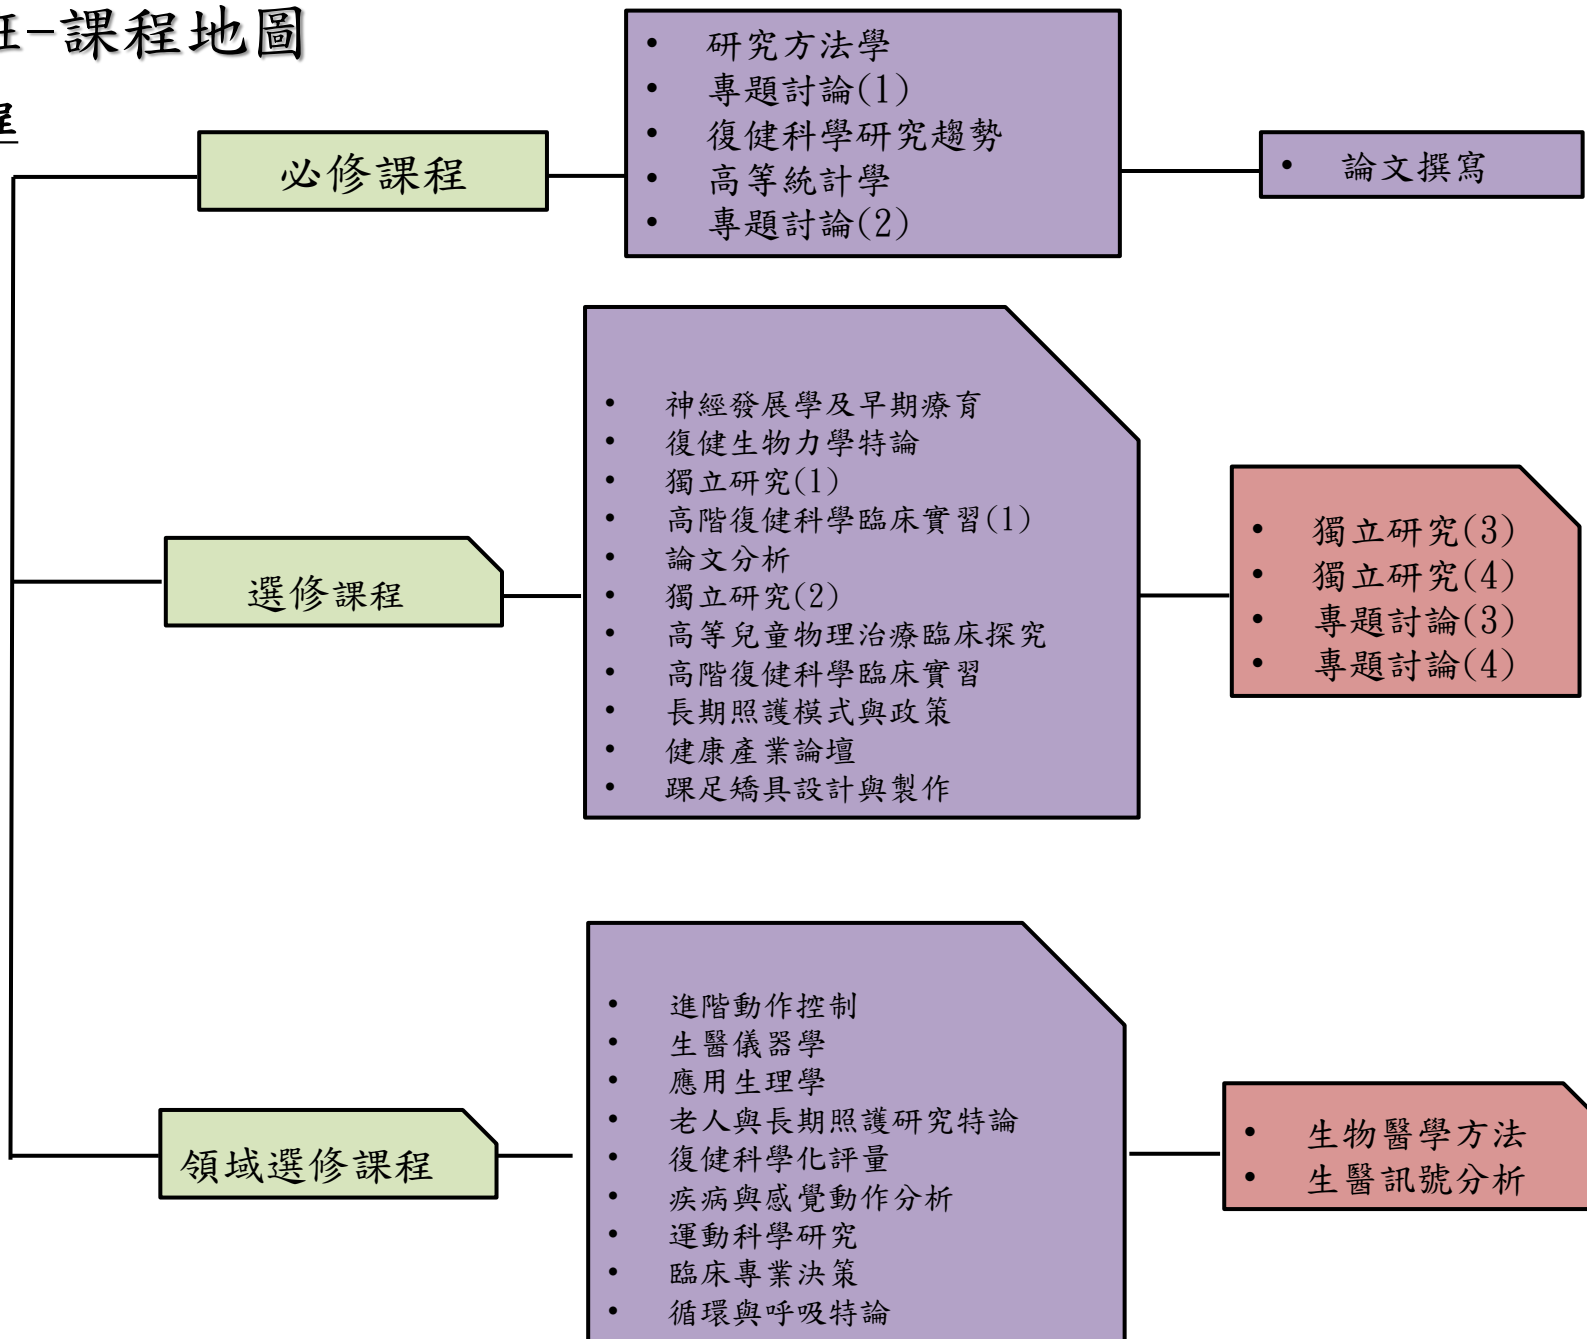 班-課程地圖
程
必修課程
• 研究方法學
• 專題討論(1)
• 復健科學研究趨勢
• 高等統計學
• 專題討論(2)
• 論文撰寫
選修課程
• 神經發展學及早期療育
• 復健生物力學特論
• 獨立研究(1)
• 高階復健科學臨床實習(1)
• 論文分析
• 獨立研究(2)
• 高等兒童物理治療臨床探究
• 高階復健科學臨床實習
• 長期照護模式與政策
• 健康產業論壇
• 踝足矯具設計與製作
• 獨立研究(3)
• 獨立研究(4)
• 專題討論(3)
• 專題討論(4)
領域選修課程
• 進階動作控制
• 生醫儀器學
• 應用生理學
• 老人與長期照護研究特論
• 復健科學化評量
• 疾病與感覺動作分析
• 運動科學研究
• 臨床專業決策
• 循環與呼吸特論
• 生物醫學方法
• 生醫訊號分析